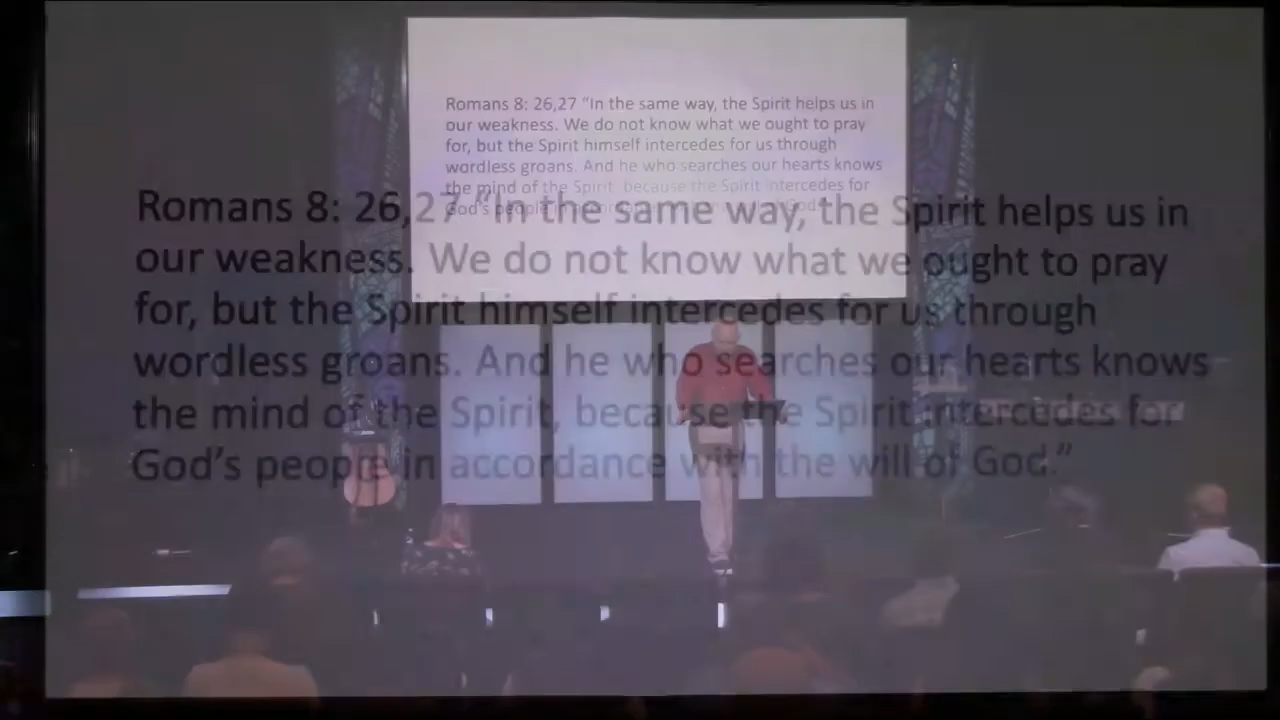 Romans 8: 26,27 “In the same way, the Spirit helps us in
our weakness. We do not know what we ought to pray
for, but the Spirit himself intercedes for us through
wordless groans. And he who searches our hearts knows
the mind of the Spirit, because the Spirit intercedes for
God's people
Romans 8: 26,27 “In the same way, the Spirit helps us in
our weakness. We do not know what we ought to pray
for, but the Spirit himself intercedes for us through
wordless groans. And he who searches our hearts knows
the mind of the Spirit, because the Spirit intercedes for
God’s people in accordance with the will of God.”